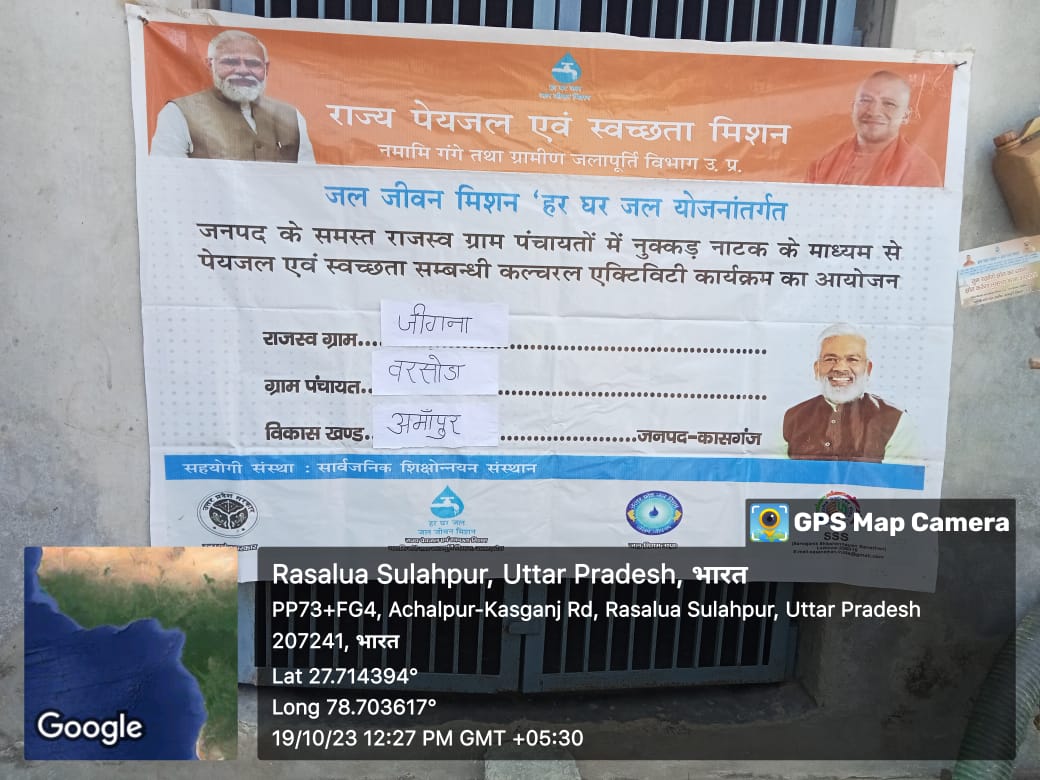 राज्य पेयजल एवं स्वच्छता मिशन
नमामि गंगे तथा ग्रामीण जलापूर्ति विभाग उ. प्र.
जल जीवन मिशन ‘हर घर जल योजनांतर्गत
जनपद के समस्त राजस्व ग्राम पंचायतों में नुक्कड़ नाटक के माध्यम से
पेयजल एवं स्वच्छता सम्बन्धी कल्चरल एक्टिविटी कार्यक्रम का आयोजन
राजस्व ग्राम.... जीगना
ग्राम पंचायत.. वरसोडा
विकास खण्ड.. अमाँपुर ........................जनपद-कासगंज
सहयोगी संस्था : सार्वजनिक शिक्षोन्नयन संस्थान
हर घर जल
जल जीवन मिशन
SSS
GPS Map Camera
Rasalua Sulahpur, Uttar Pradesh, भारत
PP73+FG4, Achalpur-Kasganj Rd, Rasalua Sulahpur, Uttar Pradesh
207241, भारत
Lat 27.714394°
Long 78.703617°
19/10/23 12:27 PM GMT +05:30
Google